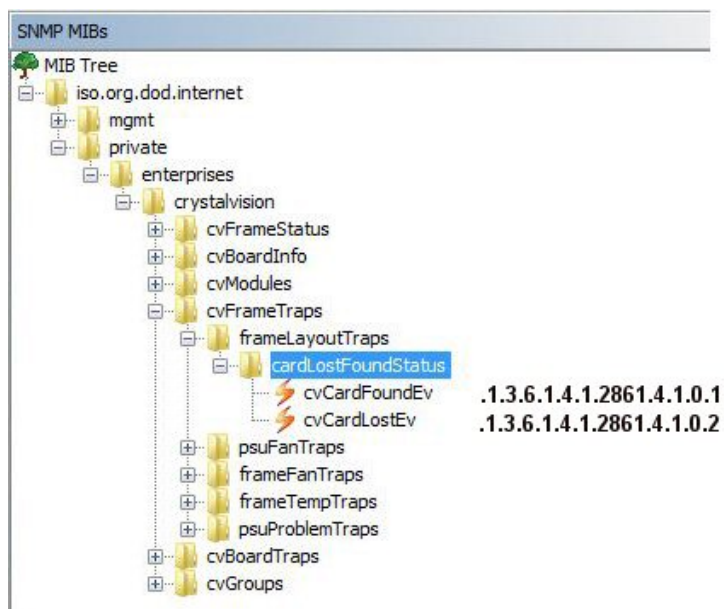 SNMP MIBs
MIB Tree
iso.org.dod.internet
mgmt
private
enterprises
crystalvision
cvFrameStatus
cvBoardInfo
cvModules
cvFrameTraps
frameLayoutTraps
cardLostFoundStatus
cvCardFoundEv .1.3.6.1.4.1.2861.4.1.0.1
cvCardLostEv .1.3.6.1.4.1.2861.4.1.0.2
psuFanTraps
frameFanTraps
frameTempTraps
psuProblemTraps
cvBoardTraps
cvGroups